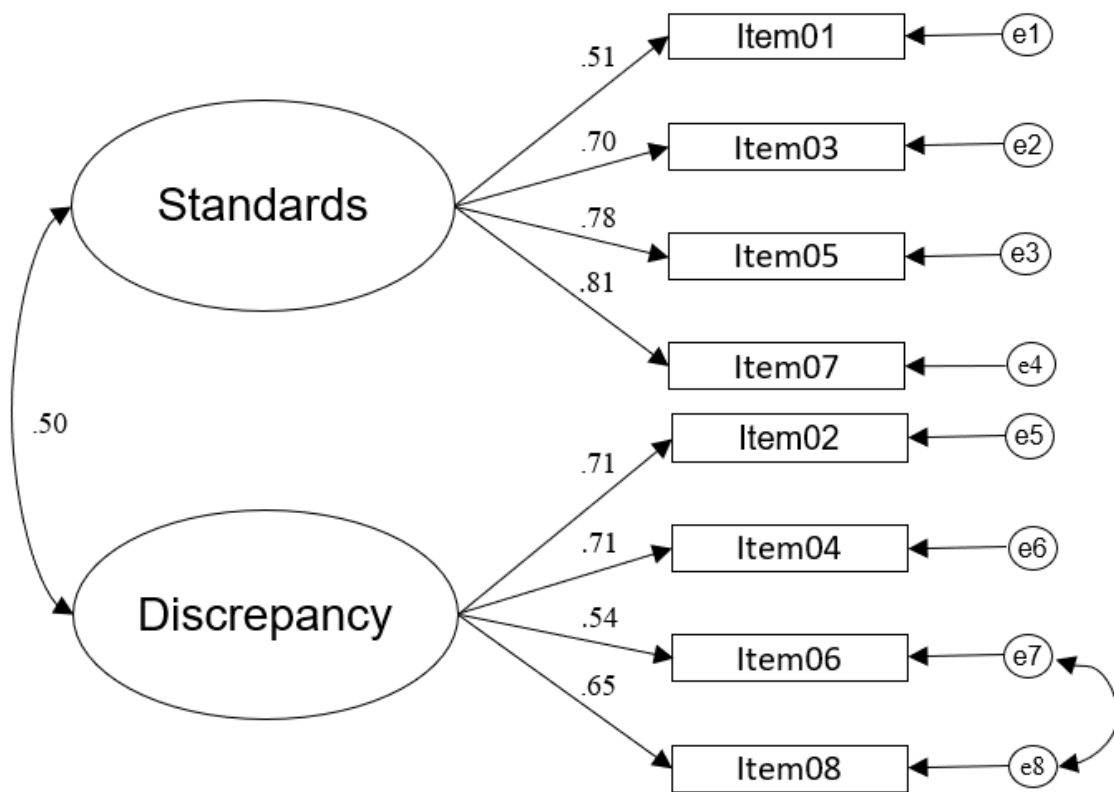 Item01
e1
.51
.70
Item03
e2
Standards
.78
Item05
e3
.81
Item07
e4
.50
.71
Item02
e5
.71
Item04
e6
Discrepancy
.54
Item06
e7
.65
Item08
e8